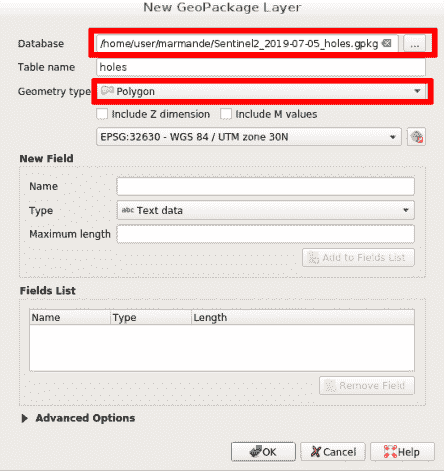 New GeoPackage Layer
Database /home/user/marmande/Sentinel2_2019-07-05_holes.gpkg ...
Table name holes
Geometry type Polygon
Include Z dimension Include M values
EPSG:32630 - WGS 84 / UTM zone 30N
New Field
Name
Type abc Text data
Maximum length
Add to Fields List
Fields List
Name Type Length
Remove Field
Advanced Options
OK Cancel Help